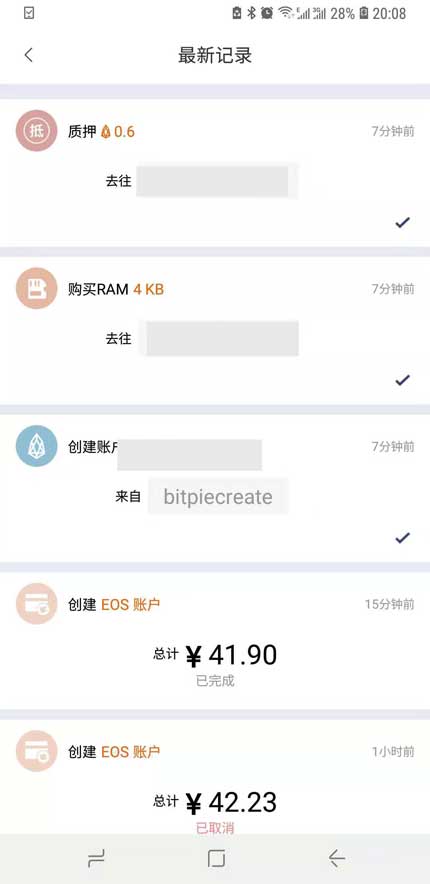 28% 20:08
最新记录
质押 0.6 7分钟前
抵
去往
购买RAM 4 KB 7分钟前
去往
创建账户 7分钟前
来自 bitpiecreate
创建 EOS 账户 15分钟前
总计 ¥ 41.90
已完成
创建 EOS 账户 1小时前
总计 ¥ 42.23
已取消